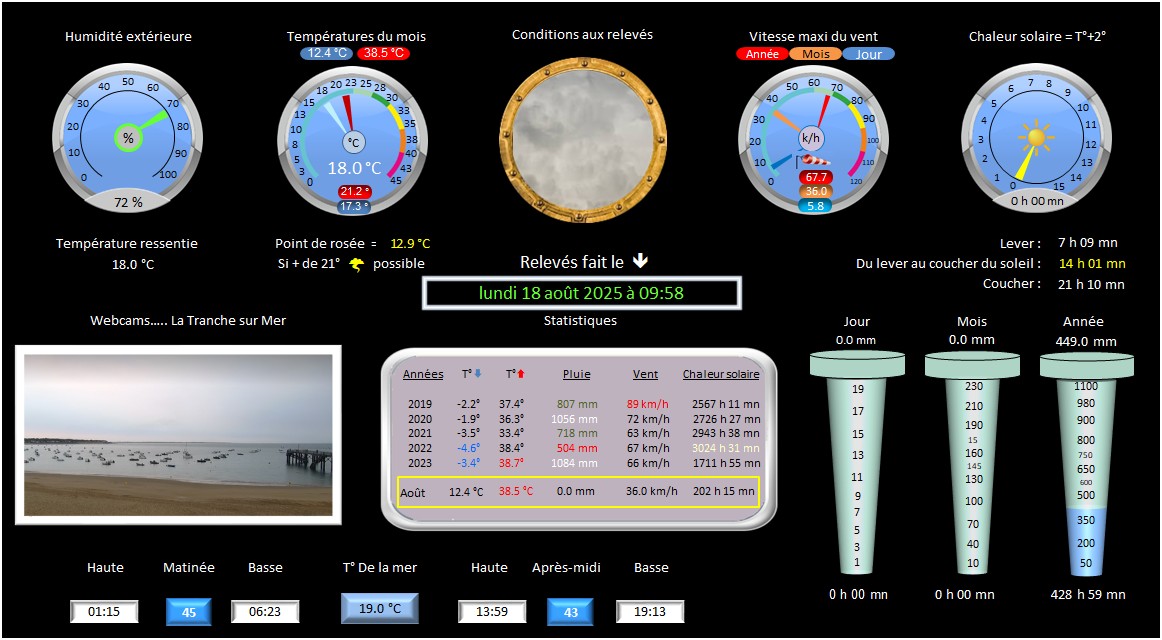 Humidité extérieure
Températures du mois
12.4 °C 38.5 °C
Conditions aux relevés
Vitesse maxi du vent
Année Mois Jour
Chaleur solaire = T°+2°
0 10 20 30 40 50 60 70 80 90 100
%
72 %
0 3 5 8 10 13 15 18 20 23 25 28 30 33 35 38 40 43 45
°C
18.0 °C
21.2 °
17.3 °
0 10 20 30 40 50 60 70 80 90 100 110 120
k/h
67.7
36.0
5.8
0 1 2 3 4 5 6 7 8 9 10 11 12 13 14 15
0 h 00 mn
Température ressentie
18.0 °C
Point de rosée = 12.9 °C
Si + de 21° possible
Relevés fait le
lundi 18 août 2025 à 09:58
Lever : 7 h 09 mn
Du lever au coucher du soleil : 14 h 01 mn
Coucher : 21 h 10 mn
Webcams..... La Tranche sur Mer
Statistiques
Années T° T° Pluie Vent Chaleur solaire
2019 -2.2° 37.4° 807 mm 89 km/h 2567 h 11 mn
2020 -1.9° 36.3° 1056 mm 72 km/h 2726 h 27 mn
2021 -3.5° 33.4° 718 mm 63 km/h 2943 h 38 mn
2022 -4.6° 38.4° 504 mm 67 km/h 3024 h 31 mn
2023 -3.4° 38.7° 1084 mm 66 km/h 1711 h 55 mn
Août 12.4 °C 38.5 °C 0.0 mm 36.0 km/h 202 h 15 mn
Jour
0.0 mm
19
17
15
13
11
9
7
5
3
1
0 h 00 mn
Mois
0.0 mm
230
210
190
15
160
145
130
100
70
40
10
0 h 00 mn
Année
449.0 mm
1100
980
900
800
750
650
600
500
350
200
50
428 h 59 mn
Haute Matinée Basse
01:15 45 06:23
T° De la mer
19.0 °C
Haute Après-midi Basse
13:59 43 19:13